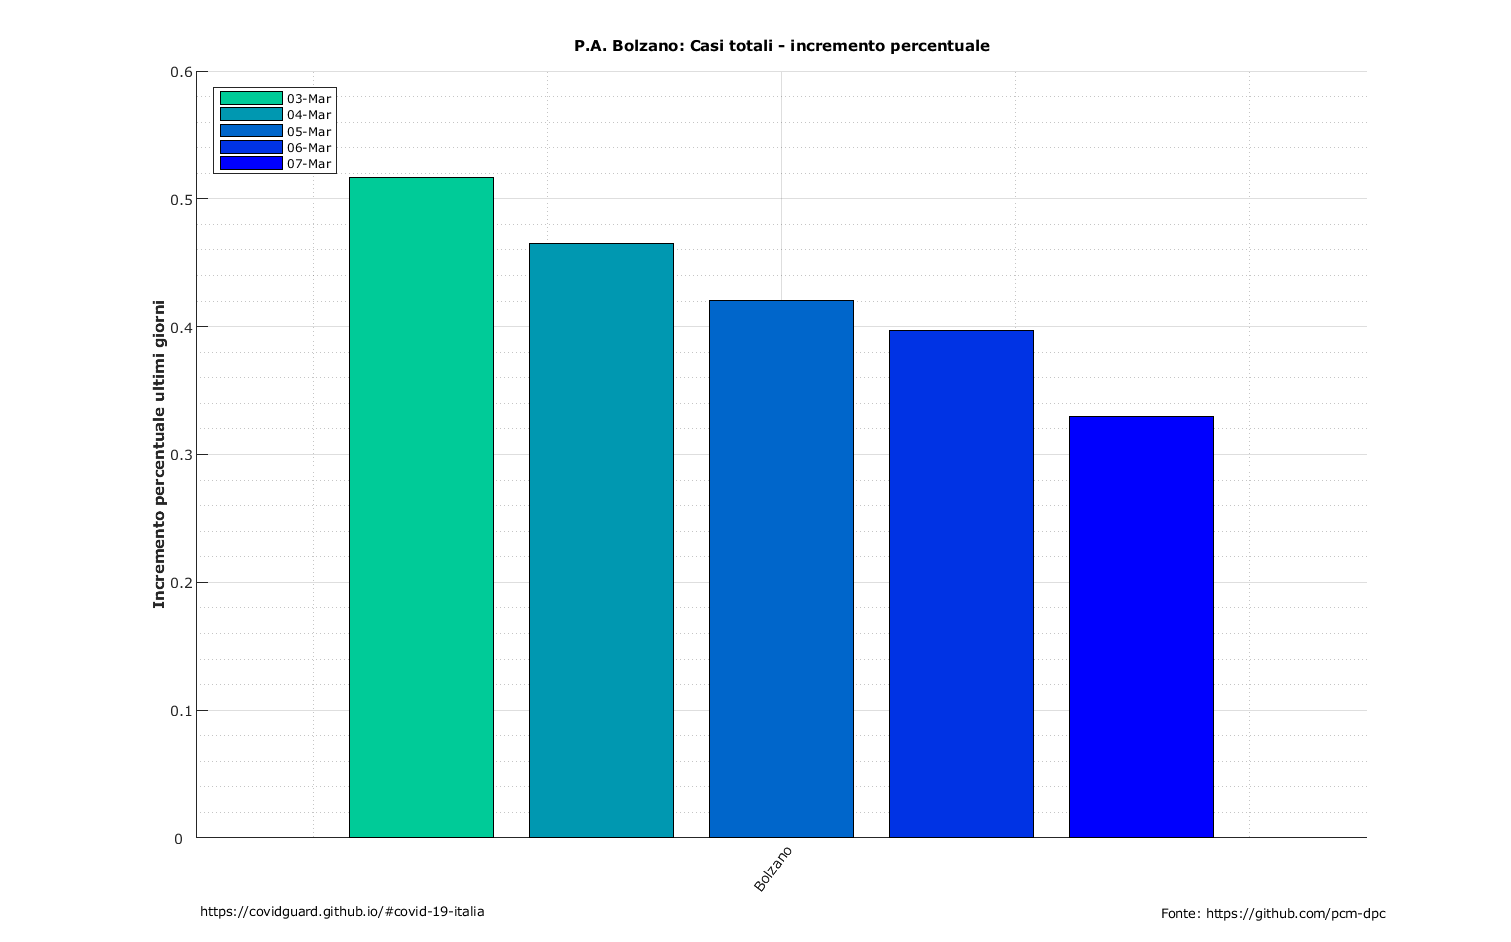 P.A. Bolzano: Casi totali - incremento percentuale
0.6
0.5
0.4
0.3
0.2
0.1
0
Incremento percentuale ultimi giorni
03-Mar
04-Mar
05-Mar
06-Mar
07-Mar
Bolzano
https://covidguard.github.io/#covid-19-italia
Fonte: https://github.com/pcm-dpc